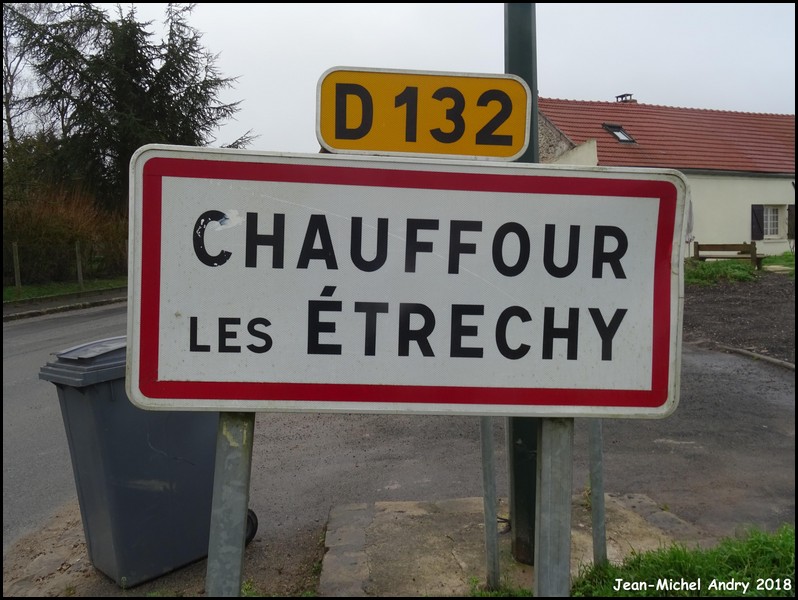 D 132
CHAUFFOUR
LES ÉTRECHY
Jean-Michel Andry 2018